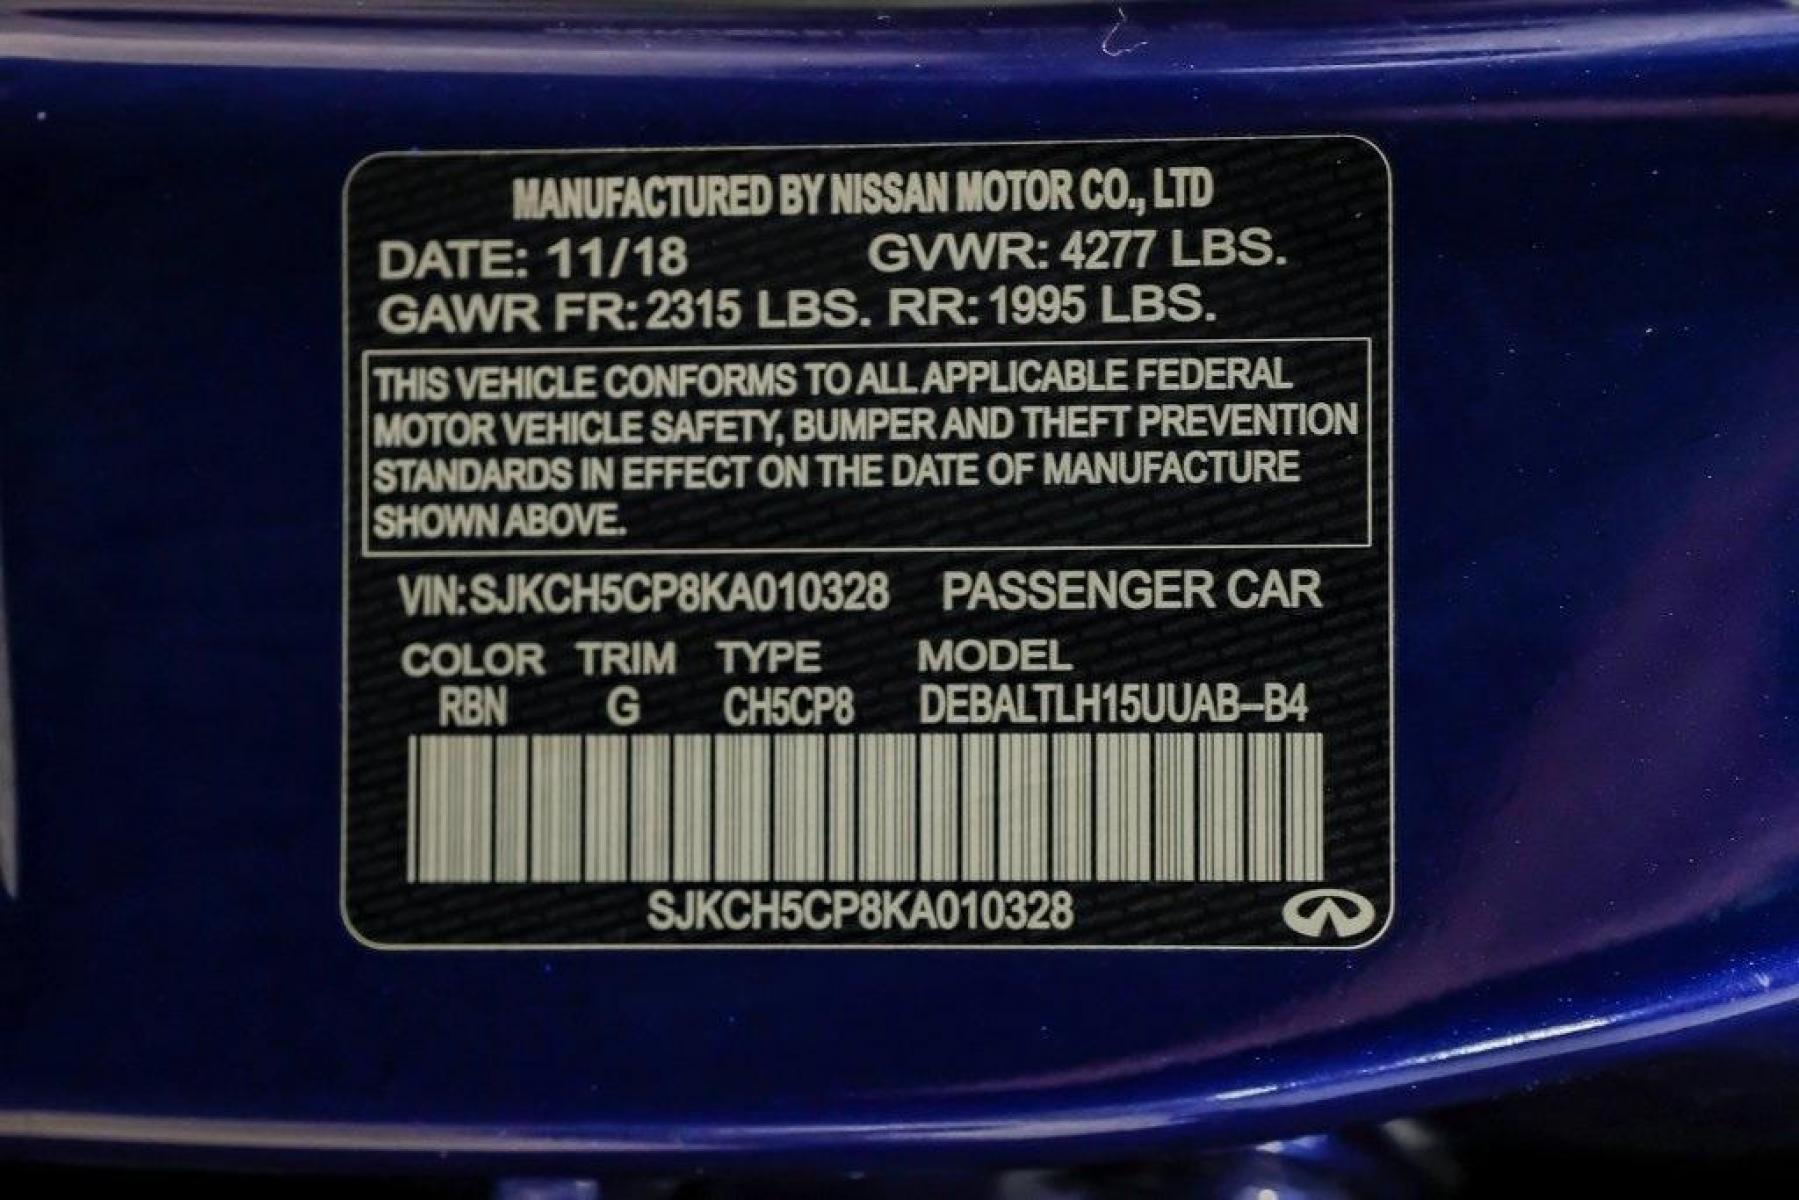 MANUFACTURED BY NISSAN MOTOR CO., LTD
DATE: 11/18 GVWR: 4277 LBS.
GAWR FR: 2315 LBS. RR: 1995 LBS.
THIS VEHICLE CONFORMS TO ALL APPLICABLE FEDERAL
MOTOR VEHICLE SAFETY, BUMPER AND THEFT PREVENTION
STANDARDS IN EFFECT ON THE DATE OF MANUFACTURE
SHOWN ABOVE.
VIN: SJKCH5CP8KA010328 PASSENGER CAR
COLOR TRIM TYPE MODEL
RBN G CH5CP8 DEBALTLH15UUAB-B4
SJKCH5CP8KA010328